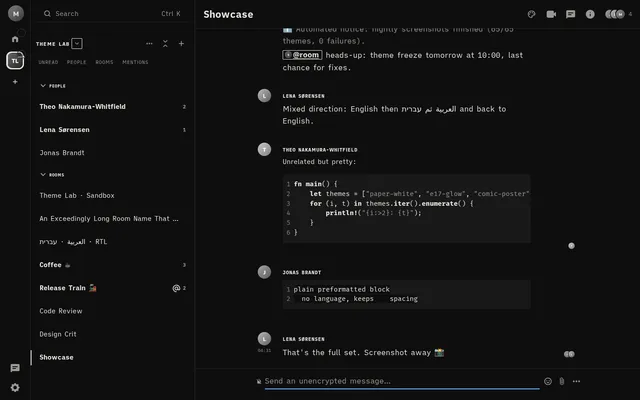 M
Search
Ctrl K
Showcase
4
THEME LAB
TL
UNREAD PEOPLE ROOMS MENTIONS
PEOPLE
Theo Nakamura-Whitfield 2
Lena Sørensen 1
Jonas Brandt
ROOMS
Theme Lab · Sandbox
An Exceedingly Long Room Name That ...
עברית · العربية · RTL
Coffee ☕ 3
Release Train 🚂 @ 2
Code Review
Design Crit
Showcase
Automated notice: nightly screenshots finished (65/65
themes, 0 failures).
@room heads-up: theme freeze tomorrow at 10:00, last
chance for fixes.
L
LENA SØRENSEN
Mixed direction: English then العربية ثم עברית and back to
English.
T
THEO NAKAMURA-WHITFIELD
Unrelated but pretty:
1 fn main() {
2     let themes = ["paper-white", "e17-glow", "comic-poster"
3     for (i, t) in themes.iter().enumerate() {
4         println!("{i:>2}: {t}");
5     }
6 }
J
JONAS BRANDT
1 plain preformatted block
2   no language, keeps    spacing
L
LENA SØRENSEN
06:31
That's the full set. Screenshot away 📸
Send an unencrypted message...